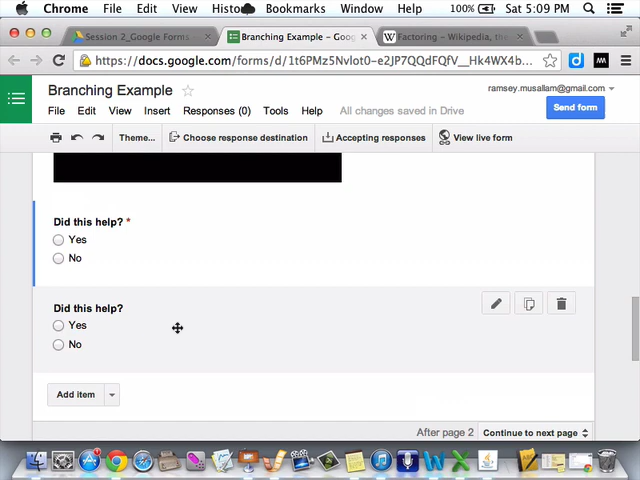 Chrome File Edit View Histo Bookmarks Window Help 100% Sat 5:09 PM
Session 2_Google Forms Branching Example – Goo Factoring – Wikipedia, the
https://docs.google.com/forms/d/1t6PMz5Nvlot0-e2JP7QQdFQfV__Hk4WX4b...
Branching Example
ramsey.musallam@gmail.com
File Edit View Insert Responses (0) Tools Help All changes saved in Drive
Send form
Theme... Choose response destination Accepting responses View live form
Did this help? *
Yes
No
Did this help?
Yes
No
Add item
After page 2 Continue to next page